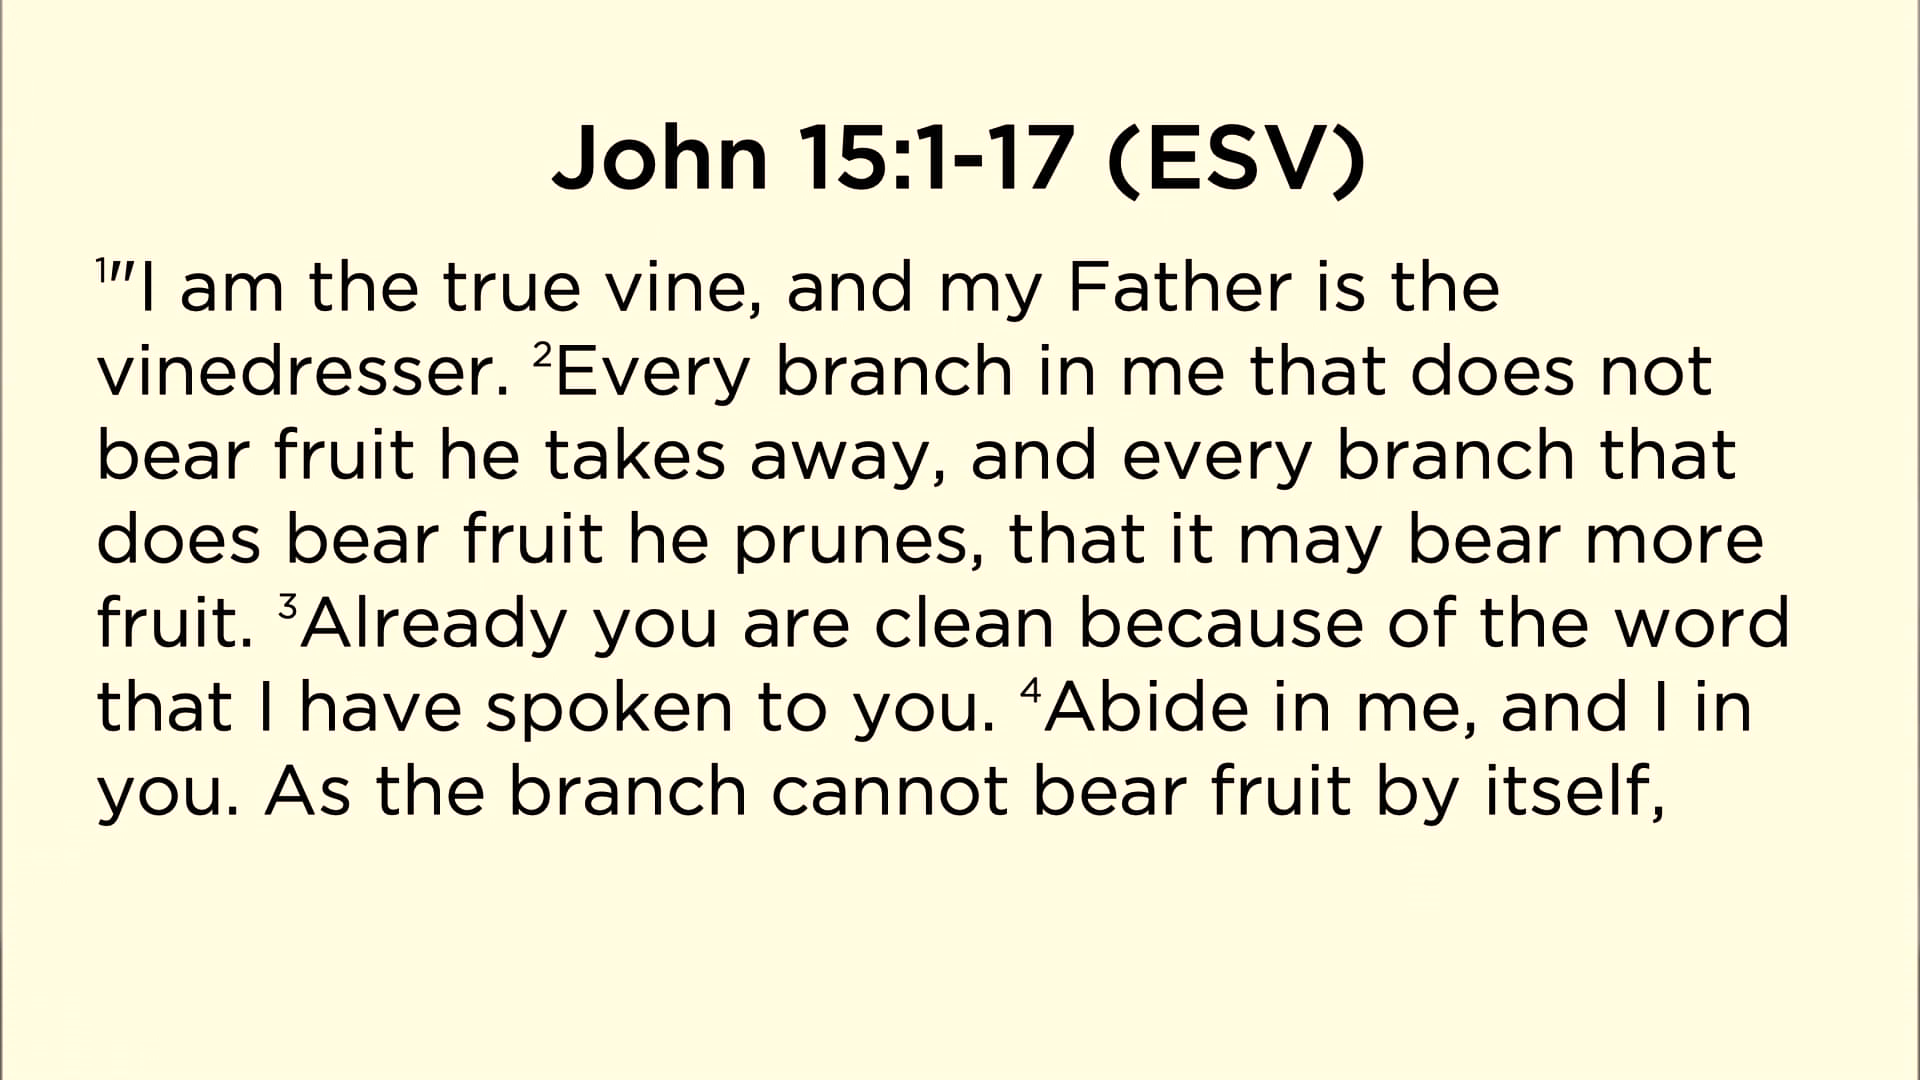 John 15:1-17 (ESV)
¹"I am the true vine, and my Father is the
vinedresser. ²Every branch in me that does not
bear fruit he takes away, and every branch that
does bear fruit he prunes, that it may bear more
fruit. ³Already you are clean because of the word
that I have spoken to you. ⁴Abide in me, and I in
you. As the branch cannot bear fruit by itself,